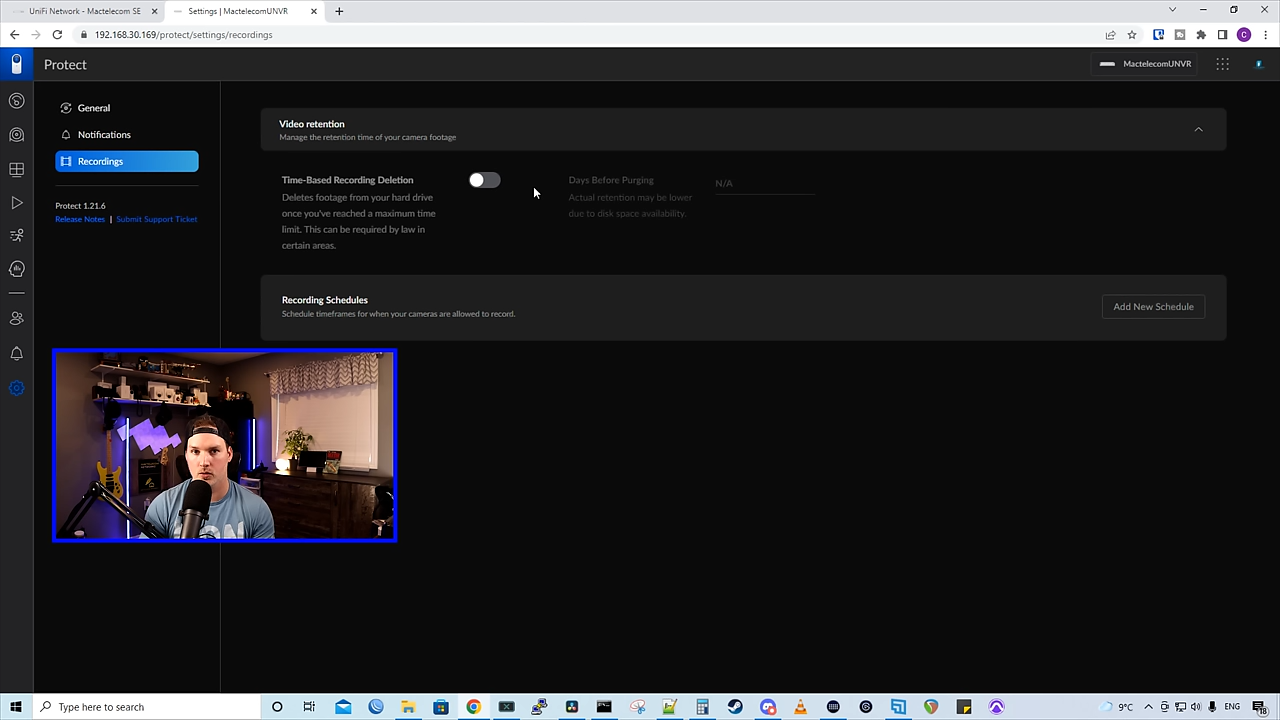 UniFi Network - Mactelecom SE
Settings | MactelecomUNVR
192.168.30.169/protect/settings/recordings
C
Protect
MactelecomUNVR
General
Notifications
Recordings
Protect 1.21.6
Release Notes | Submit Support Ticket
Video retention
Manage the retention time of your camera footage
Time-Based Recording Deletion
Deletes footage from your hard drive
once you've reached a maximum time
limit. This can be required by law in
certain areas.
Days Before Purging
Actual retention may be lower
due to disk space availability.
N/A
Recording Schedules
Schedule timeframes for when your cameras are allowed to record.
Add New Schedule
Type here to search
9°C
ENG